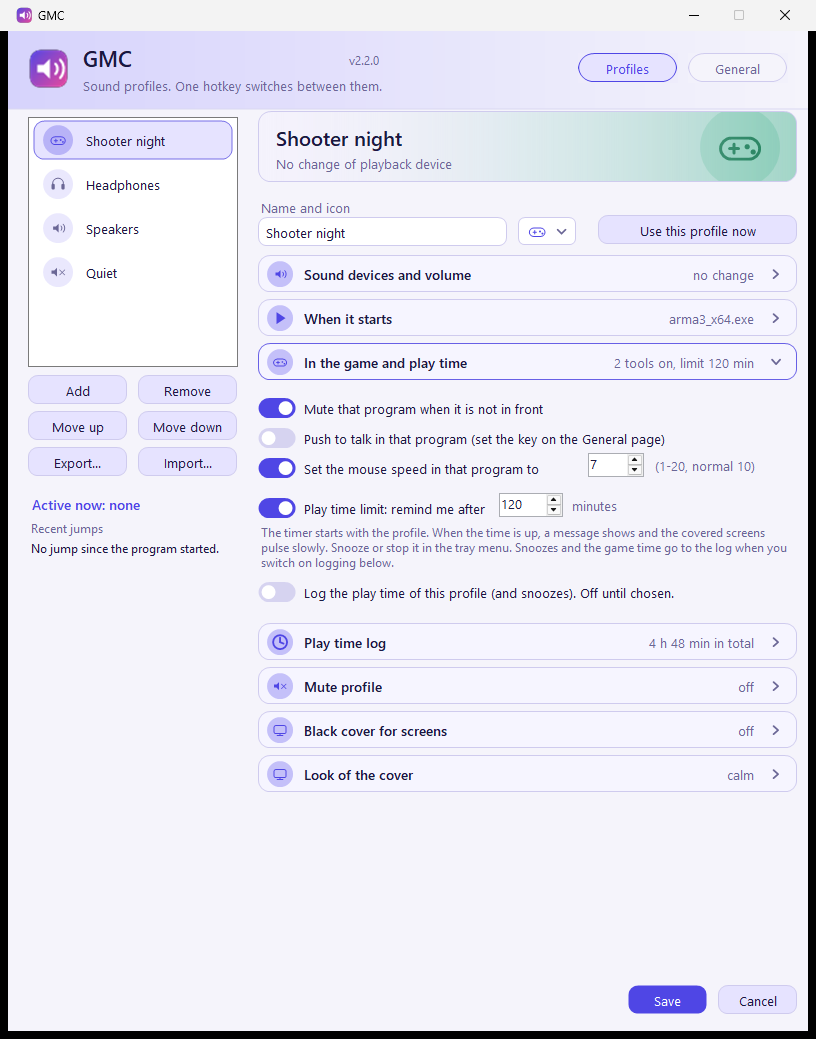 GMC
GMC
v2.2.0
Sound profiles. One hotkey switches between them.
Profiles
General
Shooter night
Headphones
Speakers
Quiet
Add
Remove
Move up
Move down
Export...
Import...
Active now: none
Recent jumps
No jump since the program started.
Shooter night
No change of playback device
Name and icon
Shooter night
Use this profile now
Sound devices and volume
no change
When it starts
arma3_x64.exe
In the game and play time
2 tools on, limit 120 min
Mute that program when it is not in front
Push to talk in that program (set the key on the General page)
Set the mouse speed in that program to
7
(1-20, normal 10)
Play time limit: remind me after
120
minutes
The timer starts with the profile. When the time is up, a message shows and the covered screens
pulse slowly. Snooze or stop it in the tray menu. Snoozes and the game time go to the log when you
switch on logging below.
Log the play time of this profile (and snoozes). Off until chosen.
Play time log
4 h 48 min in total
Mute profile
off
Black cover for screens
off
Look of the cover
calm
Save
Cancel